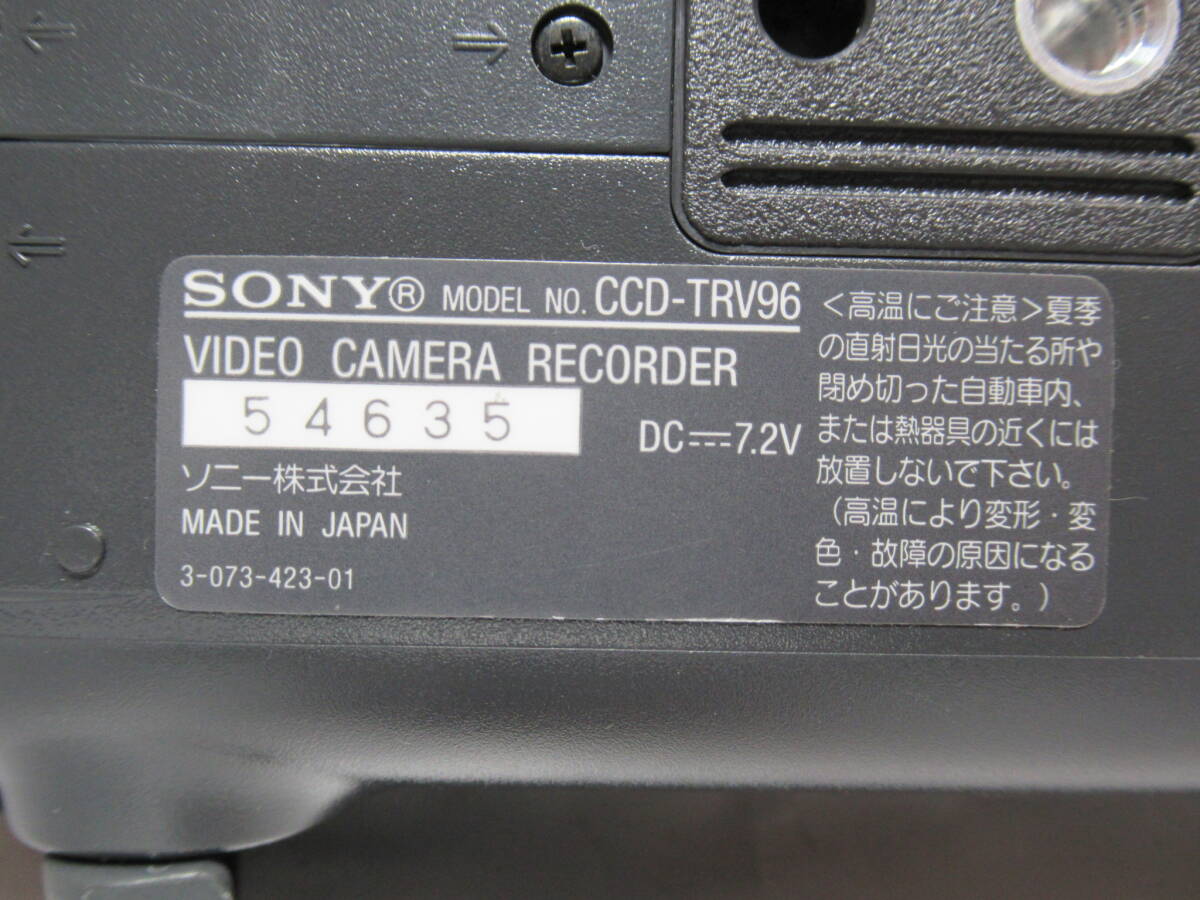 SONY® MODEL NO. CCD-TRV96
VIDEO CAMERA RECORDER
54635
DC⎓7.2V
ソニー株式会社
MADE IN JAPAN
3-073-423-01
<高温にご注意>夏季
の直射日光の当たる所や
閉め切った自動車内、
または熱器具の近くには
放置しないで下さい。
(高温により変形・変
色・故障の原因になる
ことがあります。)